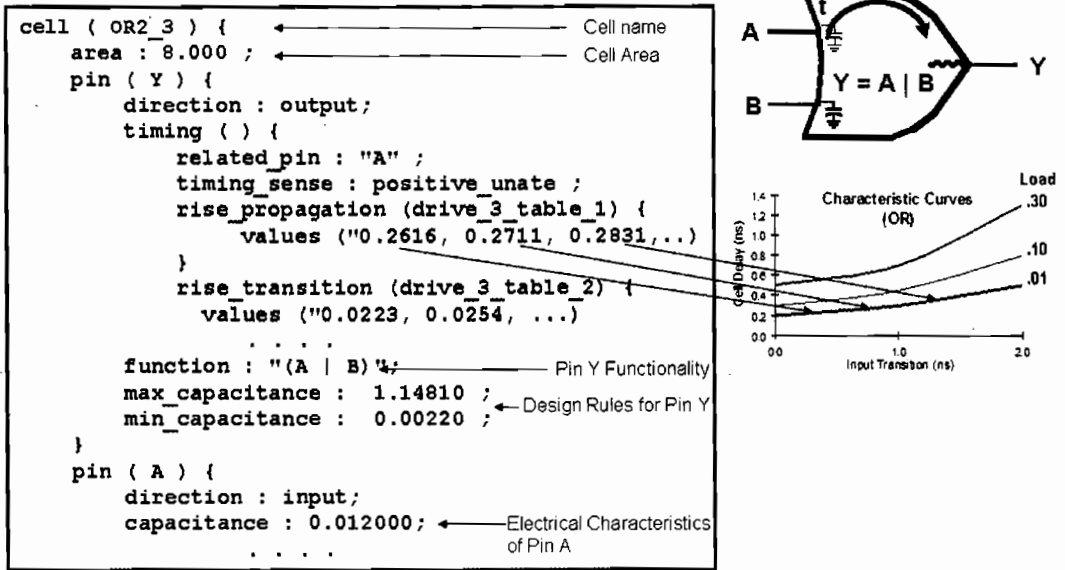 cell ( OR2_3 ) {
Cell name
area : 8.000 ;
Cell Area
pin ( Y ) {
direction : output;
timing ( ) {
related_pin : "A" ;
timing_sense : positive_unate ;
rise_propagation (drive_3_table_1) {
values ("0.2616, 0.2711, 0.2831,..)
}
rise_transition (drive_3_table_2) {
values ("0.0223, 0.0254, ...)
. . . .
function : "(A | B)";
Pin Y Functionality
max_capacitance : 1.14810 ;
min_capacitance : 0.00220 ;
Design Rules for Pin Y
}
pin ( A ) {
direction : input;
capacitance : 0.012000;
Electrical Characteristics
of Pin A
. . . .
t
A
B
Y = A | B
Y
Characteristic Curves
(OR)
Load
.30
.10
.01
Cell Delay (ns)
1.4
1.2
1.0
0.8
0.6
0.4
0.2
0.0
0.0
1.0
2.0
Input Transition (ns)